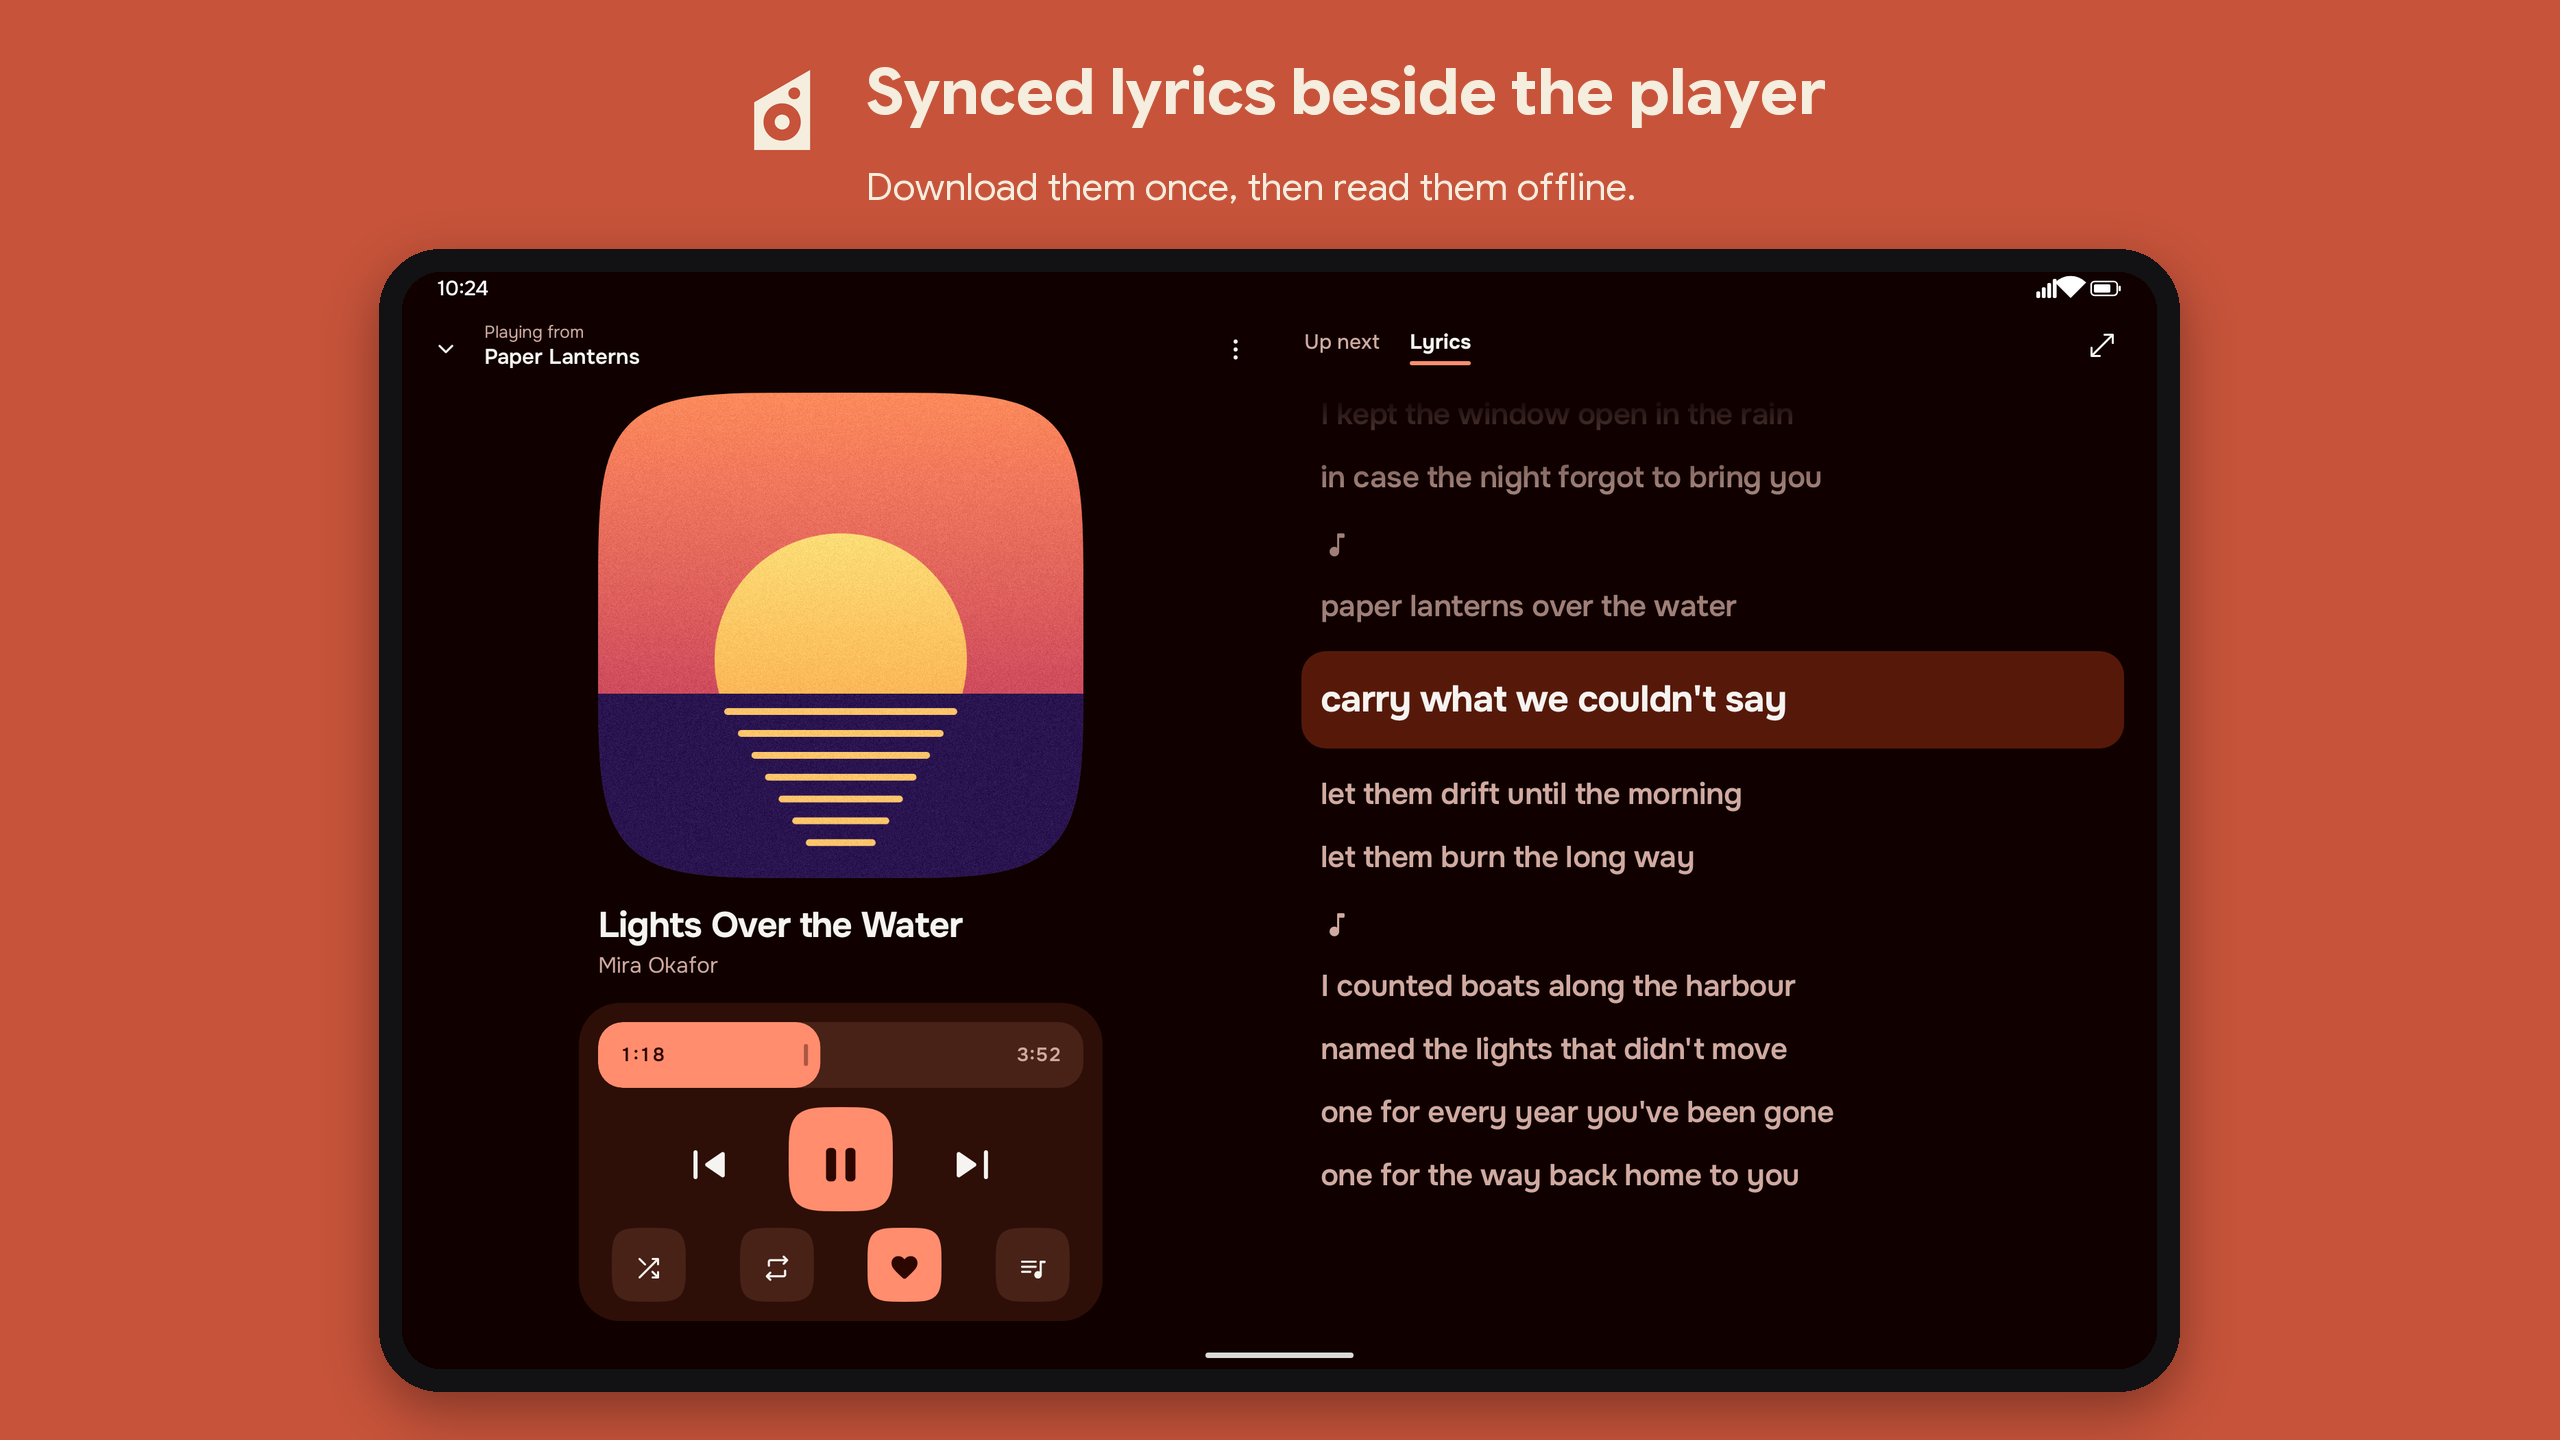 Synced lyrics beside the player
Download them once, then read them offline.
10:24
Playing from
Paper Lanterns
Lights Over the Water
Mira Okafor
1:18
3:52
Up next
Lyrics
I kept the window open in the rain
in case the night forgot to bring you
paper lanterns over the water
carry what we couldn't say
let them drift until the morning
let them burn the long way
I counted boats along the harbour
named the lights that didn't move
one for every year you've been gone
one for the way back home to you